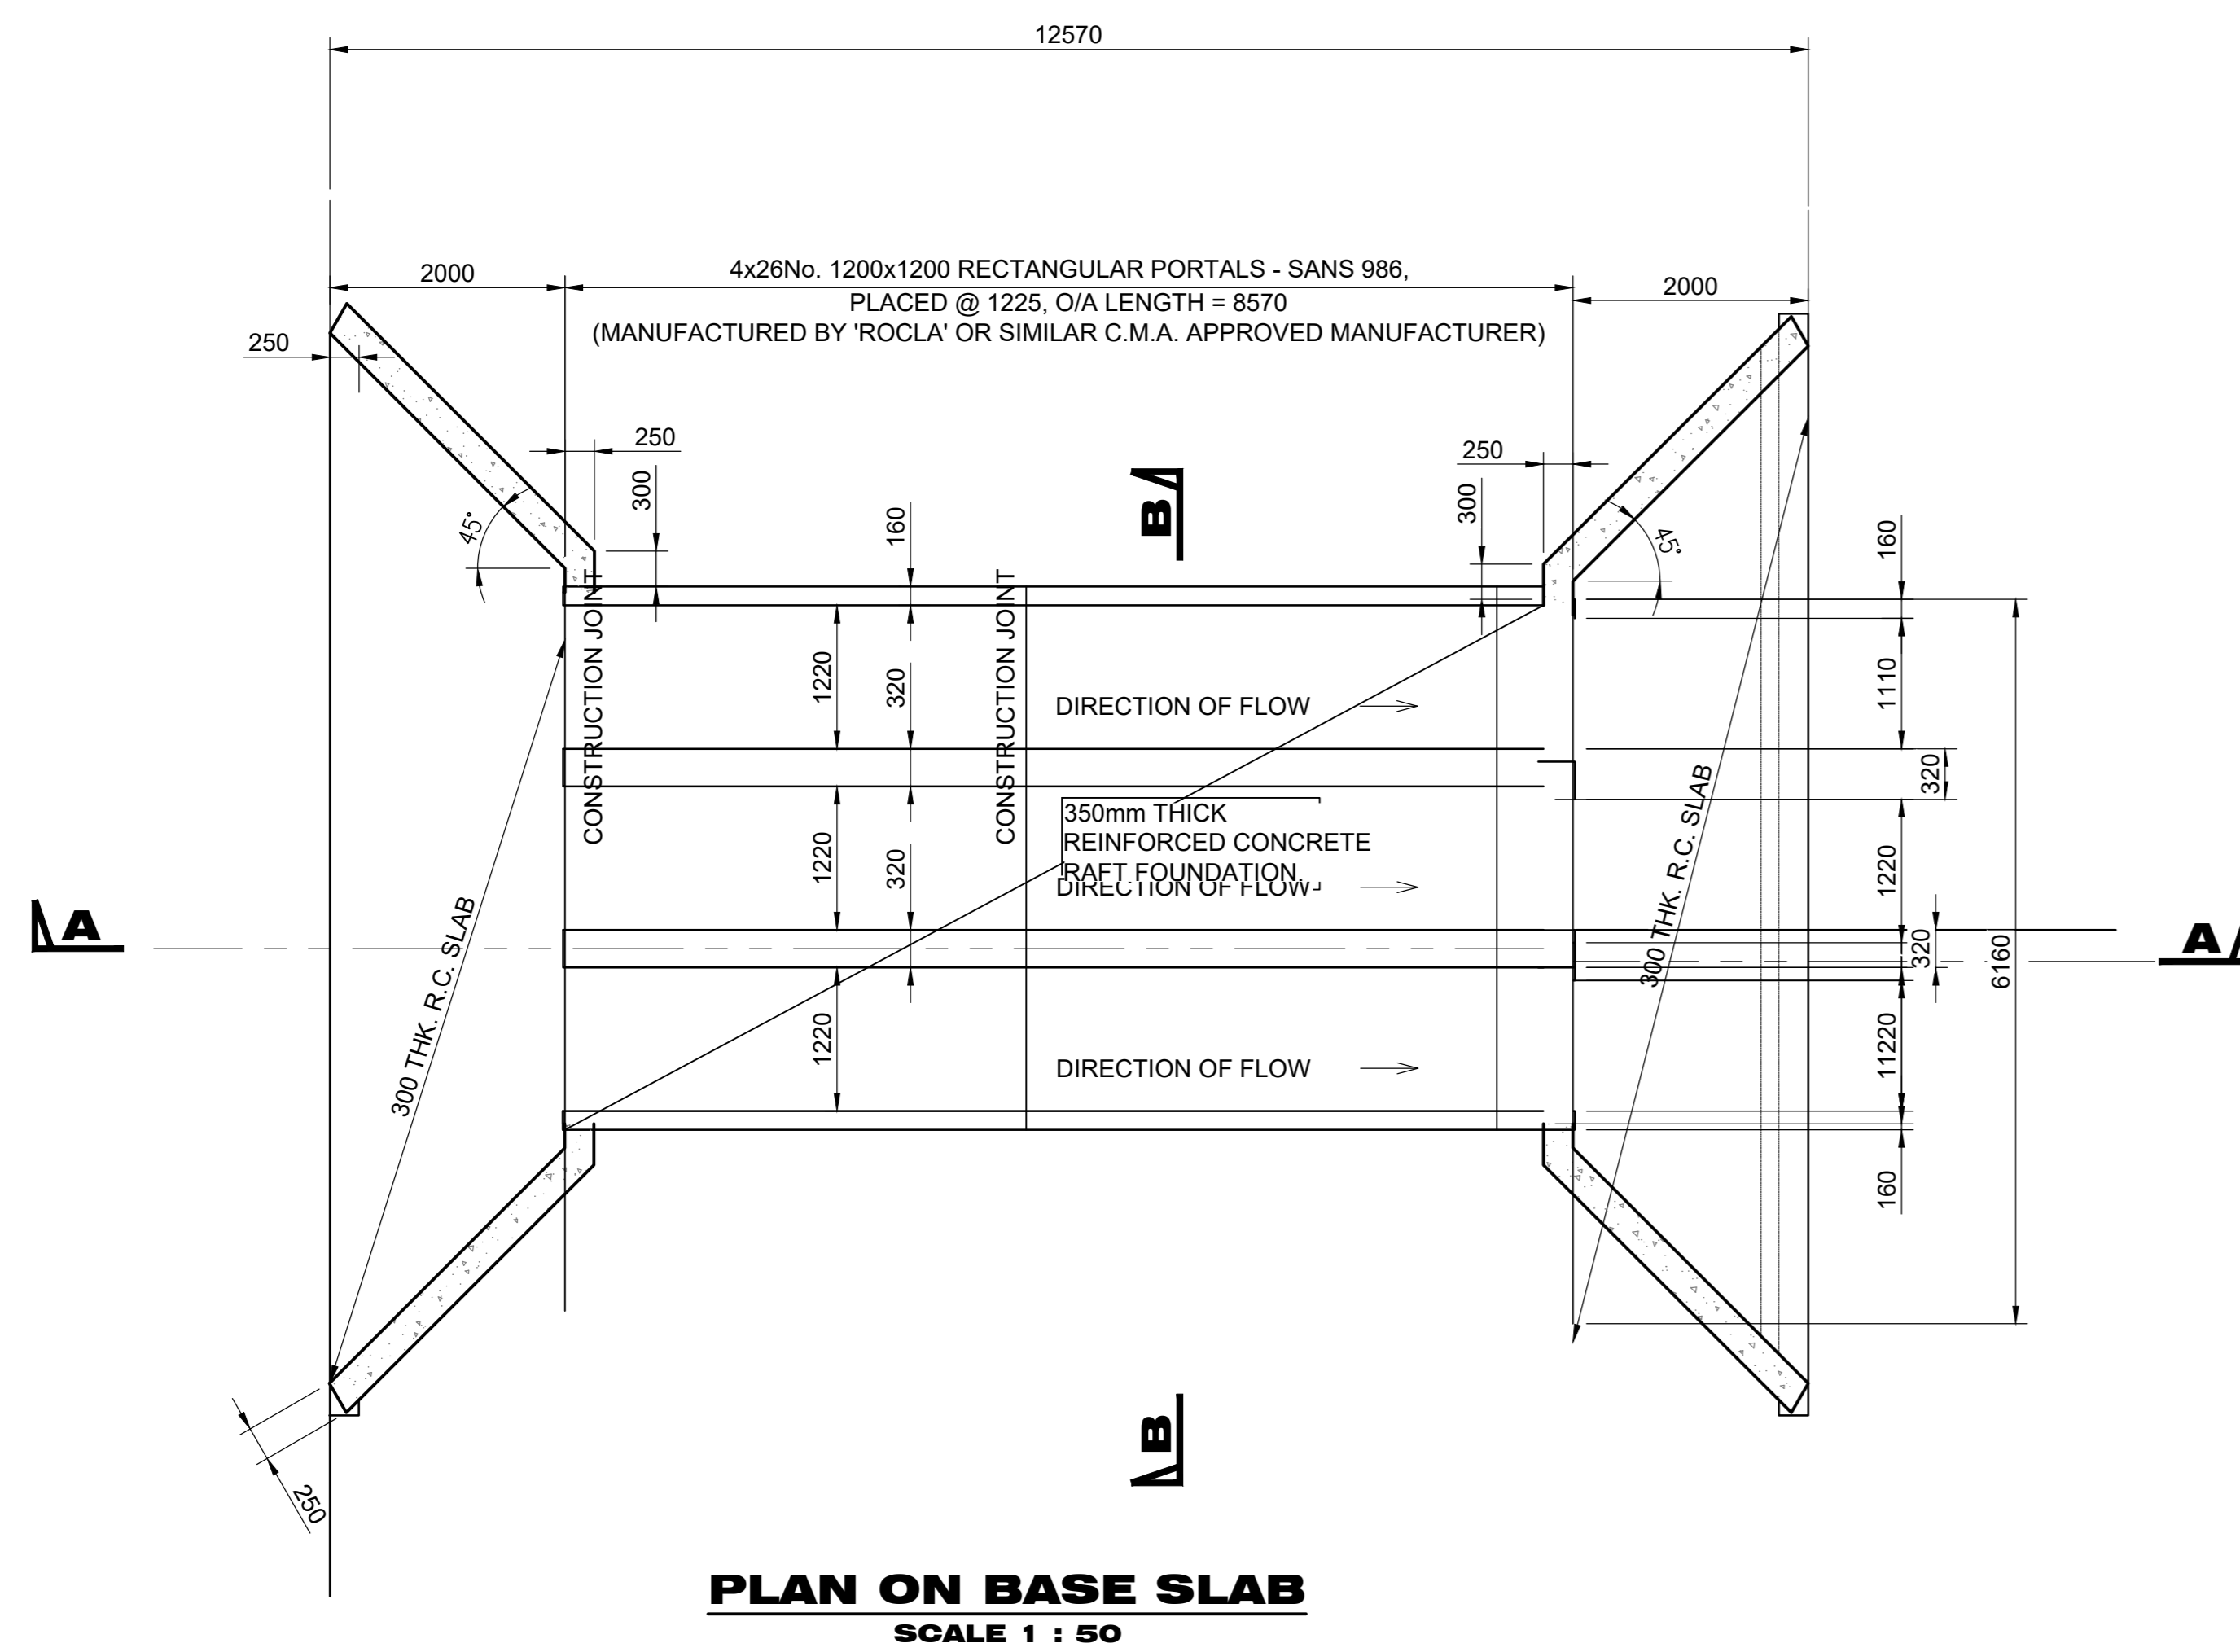 12570
4x26No. 1200x1200 RECTANGULAR PORTALS - SANS 986,
PLACED @ 1225, O/A LENGTH = 8570
(MANUFACTURED BY 'ROCLA' OR SIMILAR C.M.A. APPROVED MANUFACTURER)
2000
2000
250
250
250
300
300
45°
45°
160
160
B
CONSTRUCTION JOINT
CONSTRUCTION JOINT
1220
320
DIRECTION OF FLOW
1110
320
350mm THICK
REINFORCED CONCRETE
RAFT FOUNDATION.
DIRECTION OF FLOW
1220
320
1220
300 THK. R.C. SLAB
300 THK. R.C. SLAB
A
A
320
6160
1220
DIRECTION OF FLOW
11220
160
B
250
PLAN ON BASE SLAB
SCALE 1 : 50